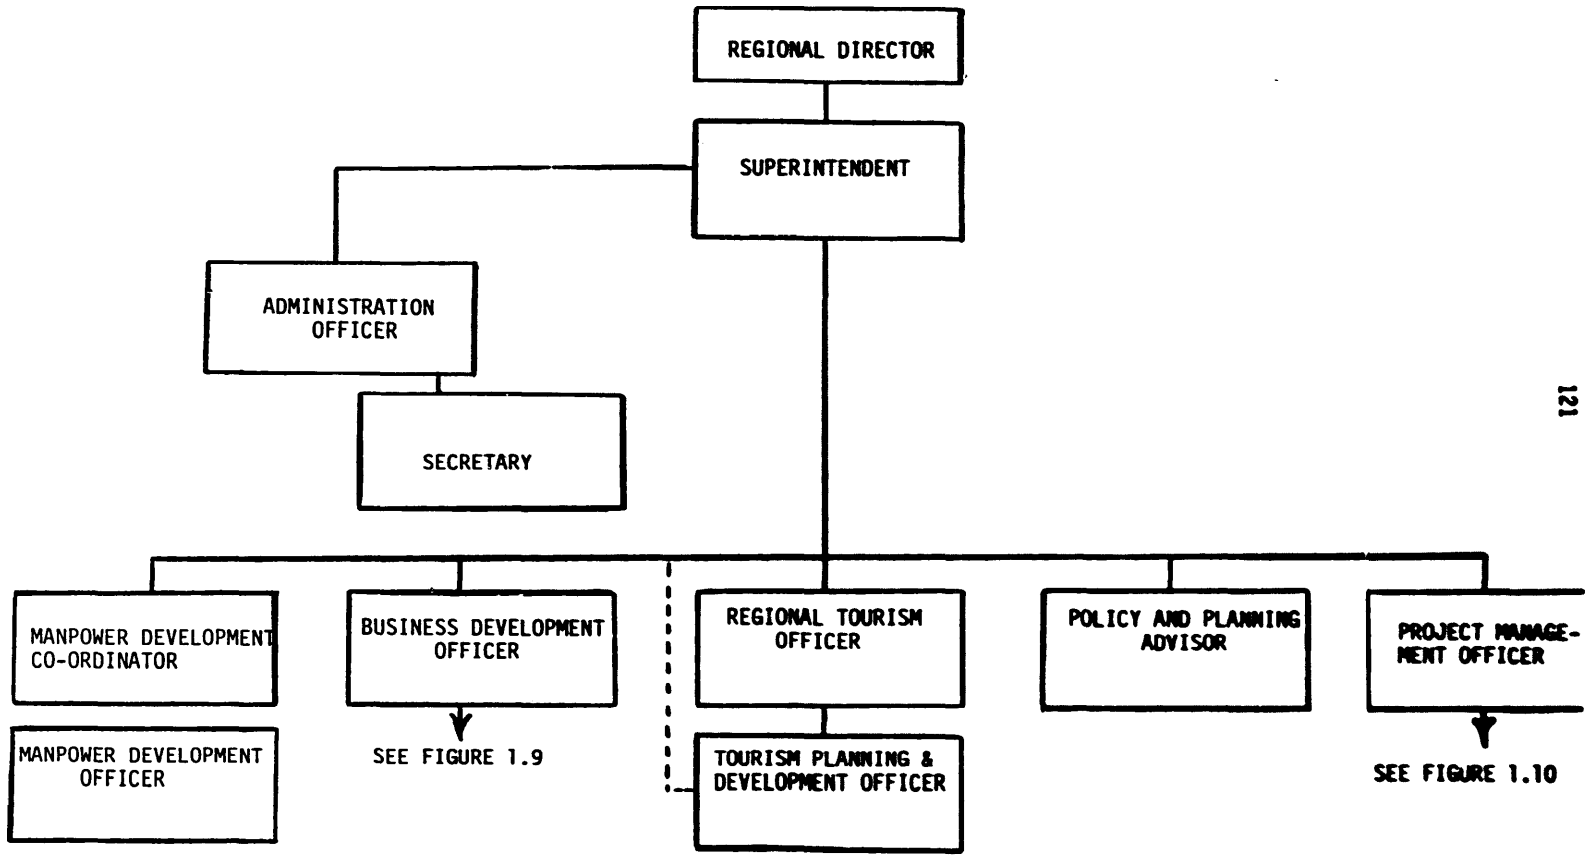 REGIONAL DIRECTOR
SUPERINTENDENT
ADMINISTRATION
OFFICER
121
SECRETARY
MANPOWER DEVELOPMENT
CO-ORDINATOR
BUSINESS DEVELOPMENT
OFFICER
REGIONAL TOURISM
OFFICER
POLICY AND PLANNING
ADVISOR
PROJECT MANAGE-
MENT OFFICER
MANPOWER DEVELOPMENT
OFFICER
SEE FIGURE 1.9
TOURISM PLANNING &
DEVELOPMENT OFFICER
SEE FIGURE 1.10